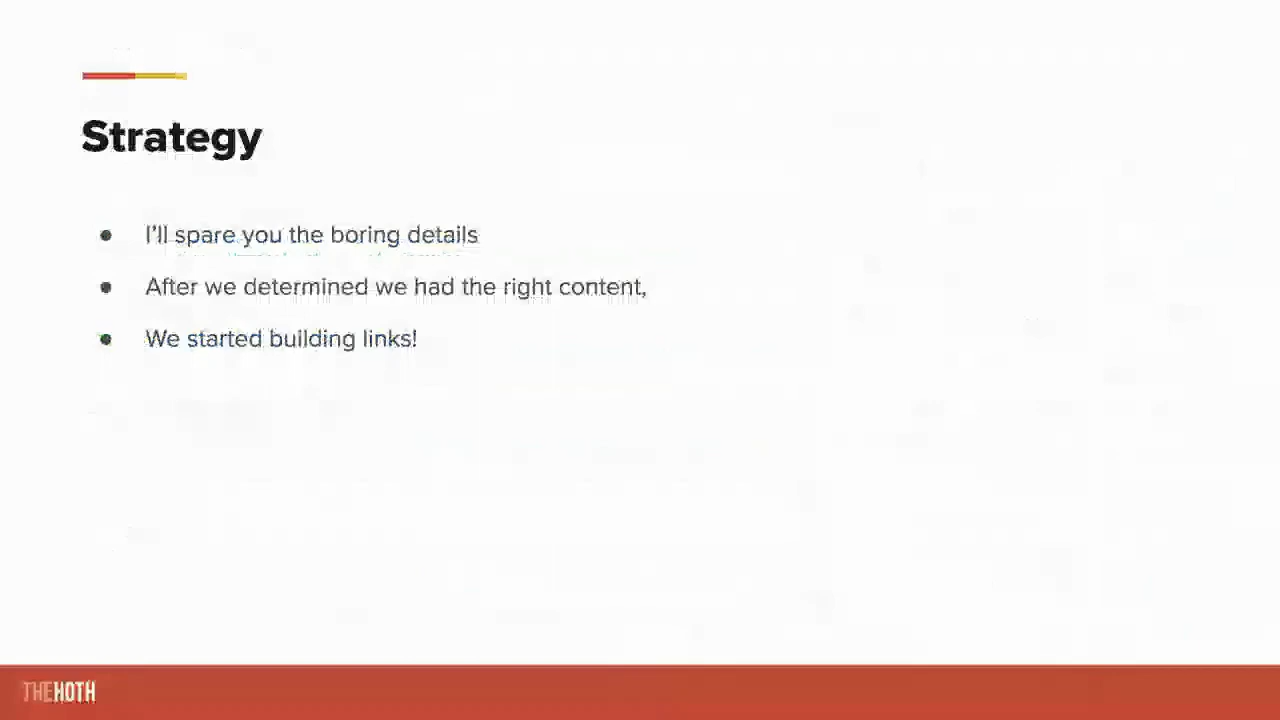 Strategy
● I'll spare you the boring details
● After we determined we had the right content,
● We started building links!
THEHOTH